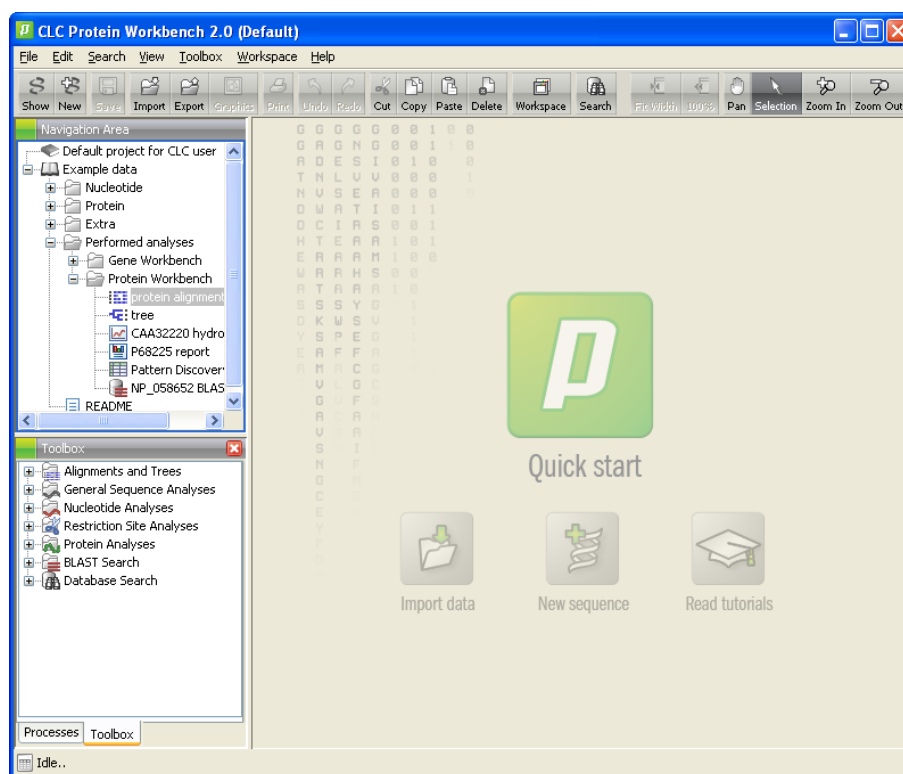 CLC Protein Workbench 2.0 (Default)
File Edit Search View Toolbox Workspace Help
Show New Save Import Export Graphics Print Undo Redo Cut Copy Paste Delete Workspace Search Fit Width 100% Pan Selection Zoom In Zoom Out
Navigation Area
Default project for CLC user
Example data
Nucleotide
Protein
Extra
Performed analyses
Gene Workbench
Protein Workbench
protein alignment
tree
CAA32220 hydro
P68225 report
Pattern Discover
NP_058652 BLAS
README
Toolbox
Alignments and Trees
General Sequence Analyses
Nucleotide Analyses
Restriction Site Analyses
Protein Analyses
BLAST Search
Database Search
Processes Toolbox
Idle..
p
Quick start
Import data New sequence Read tutorials